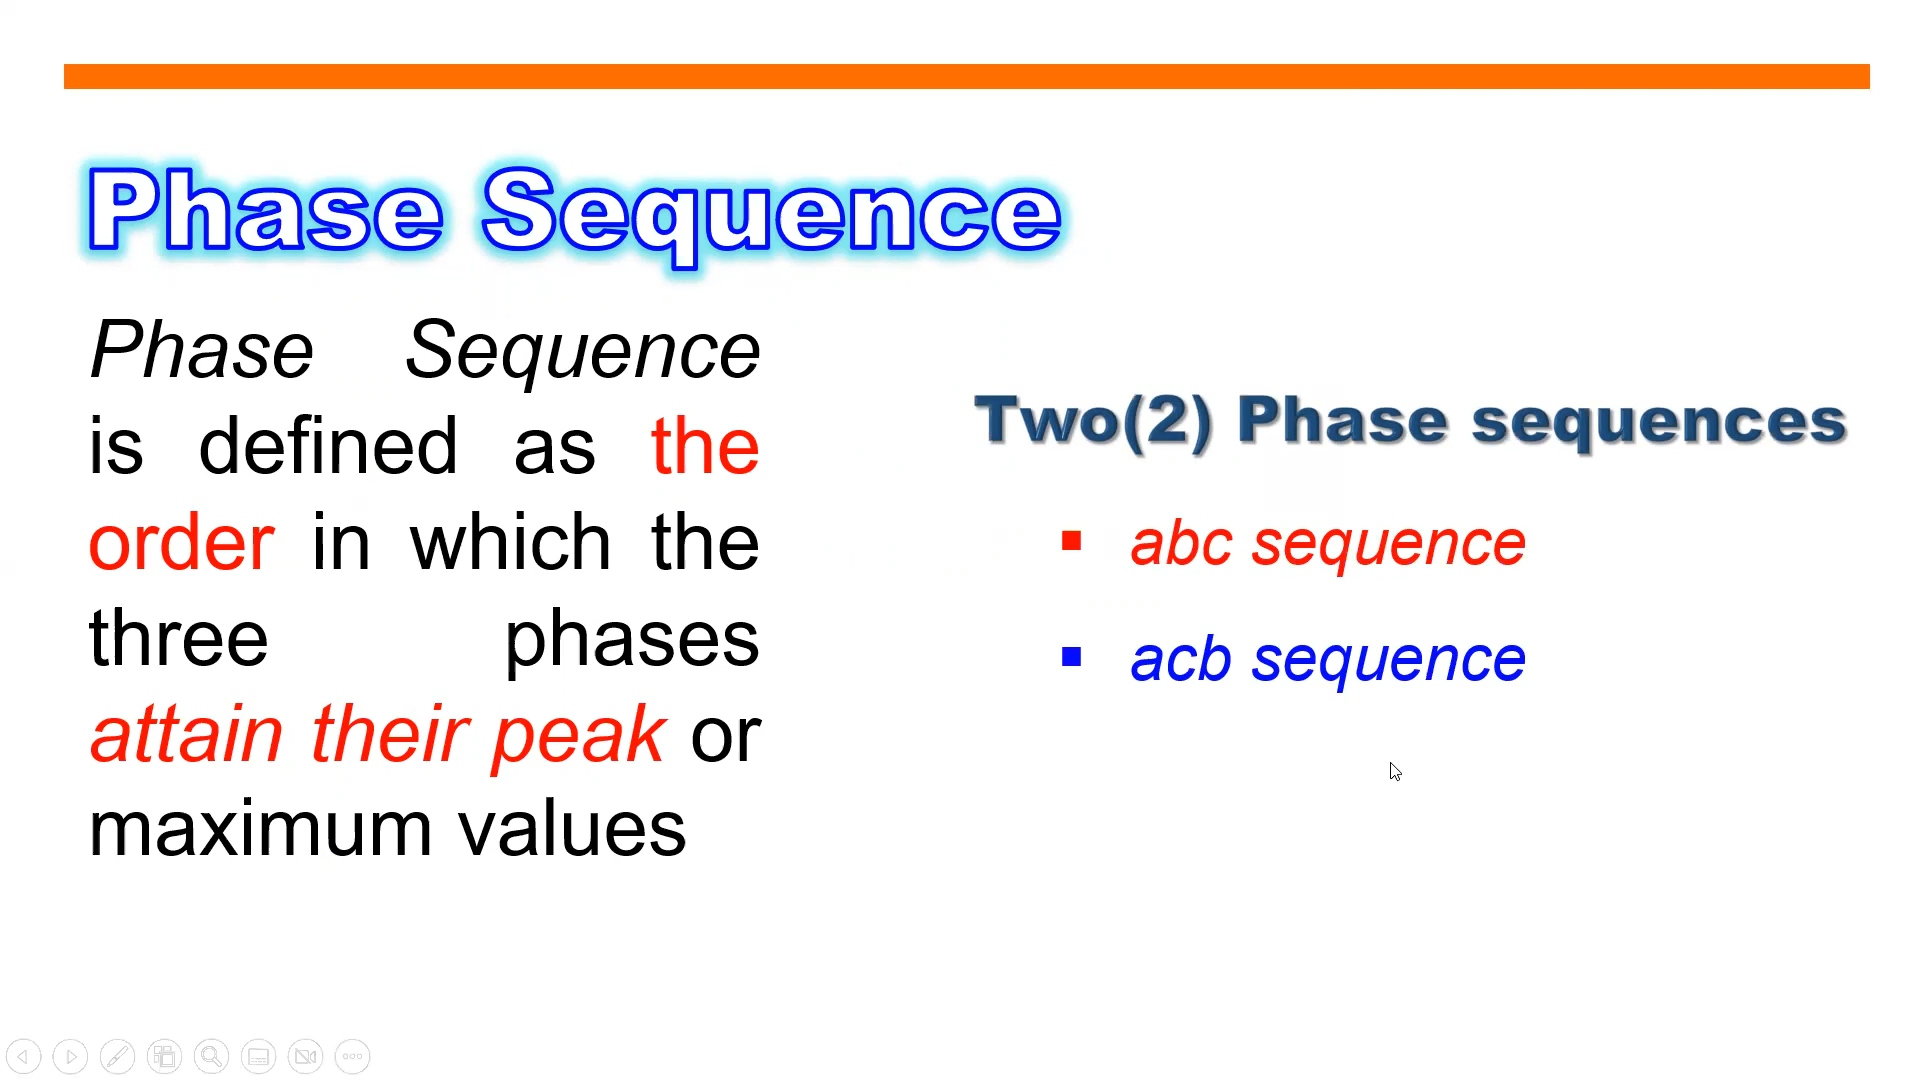 Phase Sequence
Phase Sequence
is defined as the
order in which the
three phases
attain their peak or
maximum values
Two(2) Phase sequences
▪ abc sequence
▪ acb sequence